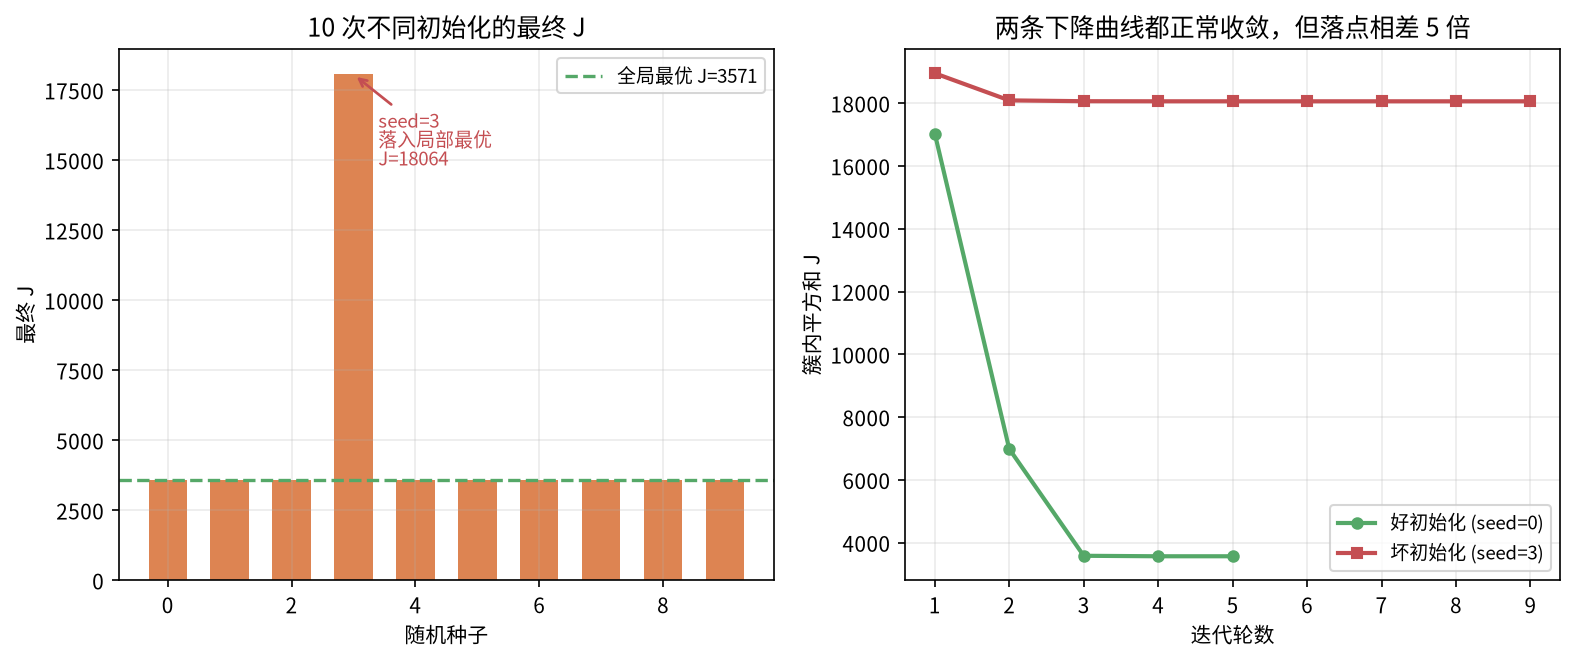 10 次不同初始化的最终 J
17500
15000
12500
10000
7500
5000
2500
0
最终 J
全局最优 J=3571
seed=3
落入局部最优
J=18064
0 2 4 6 8
随机种子
两条下降曲线都正常收敛，但落点相差 5 倍
18000
16000
14000
12000
10000
8000
6000
4000
簇内平方和 J
好初始化 (seed=0)
坏初始化 (seed=3)
1 2 3 4 5 6 7 8 9
迭代轮数